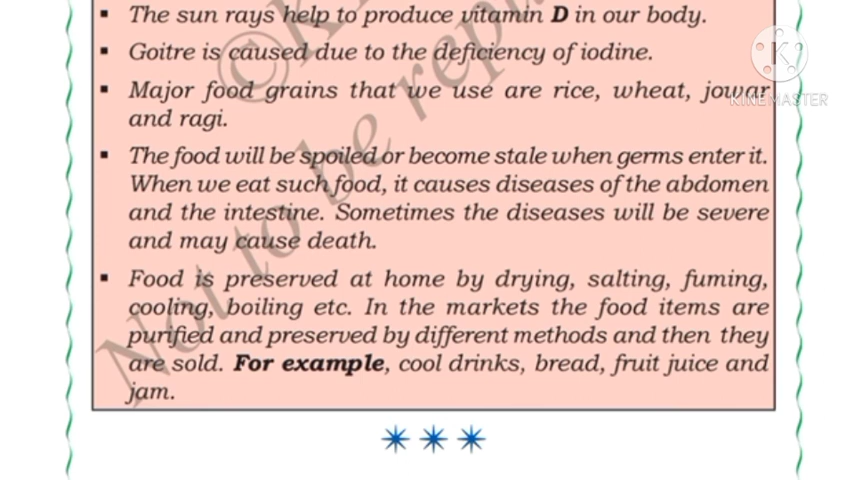 ▪ The sun rays help to produce vitamin D in our body.
▪ Goitre is caused due to the deficiency of iodine.
▪ Major food grains that we use are rice, wheat, jowar
and ragi.
KINEMASTER
▪ The food will be spoiled or become stale when germs enter it.
When we eat such food, it causes diseases of the abdomen
and the intestine. Sometimes the diseases will be severe
and may cause death.
▪ Food is preserved at home by drying, salting, fuming,
cooling, boiling etc. In the markets the food items are
purified and preserved by different methods and then they
are sold. For example, cool drinks, bread, fruit juice and
jam.
Not to be